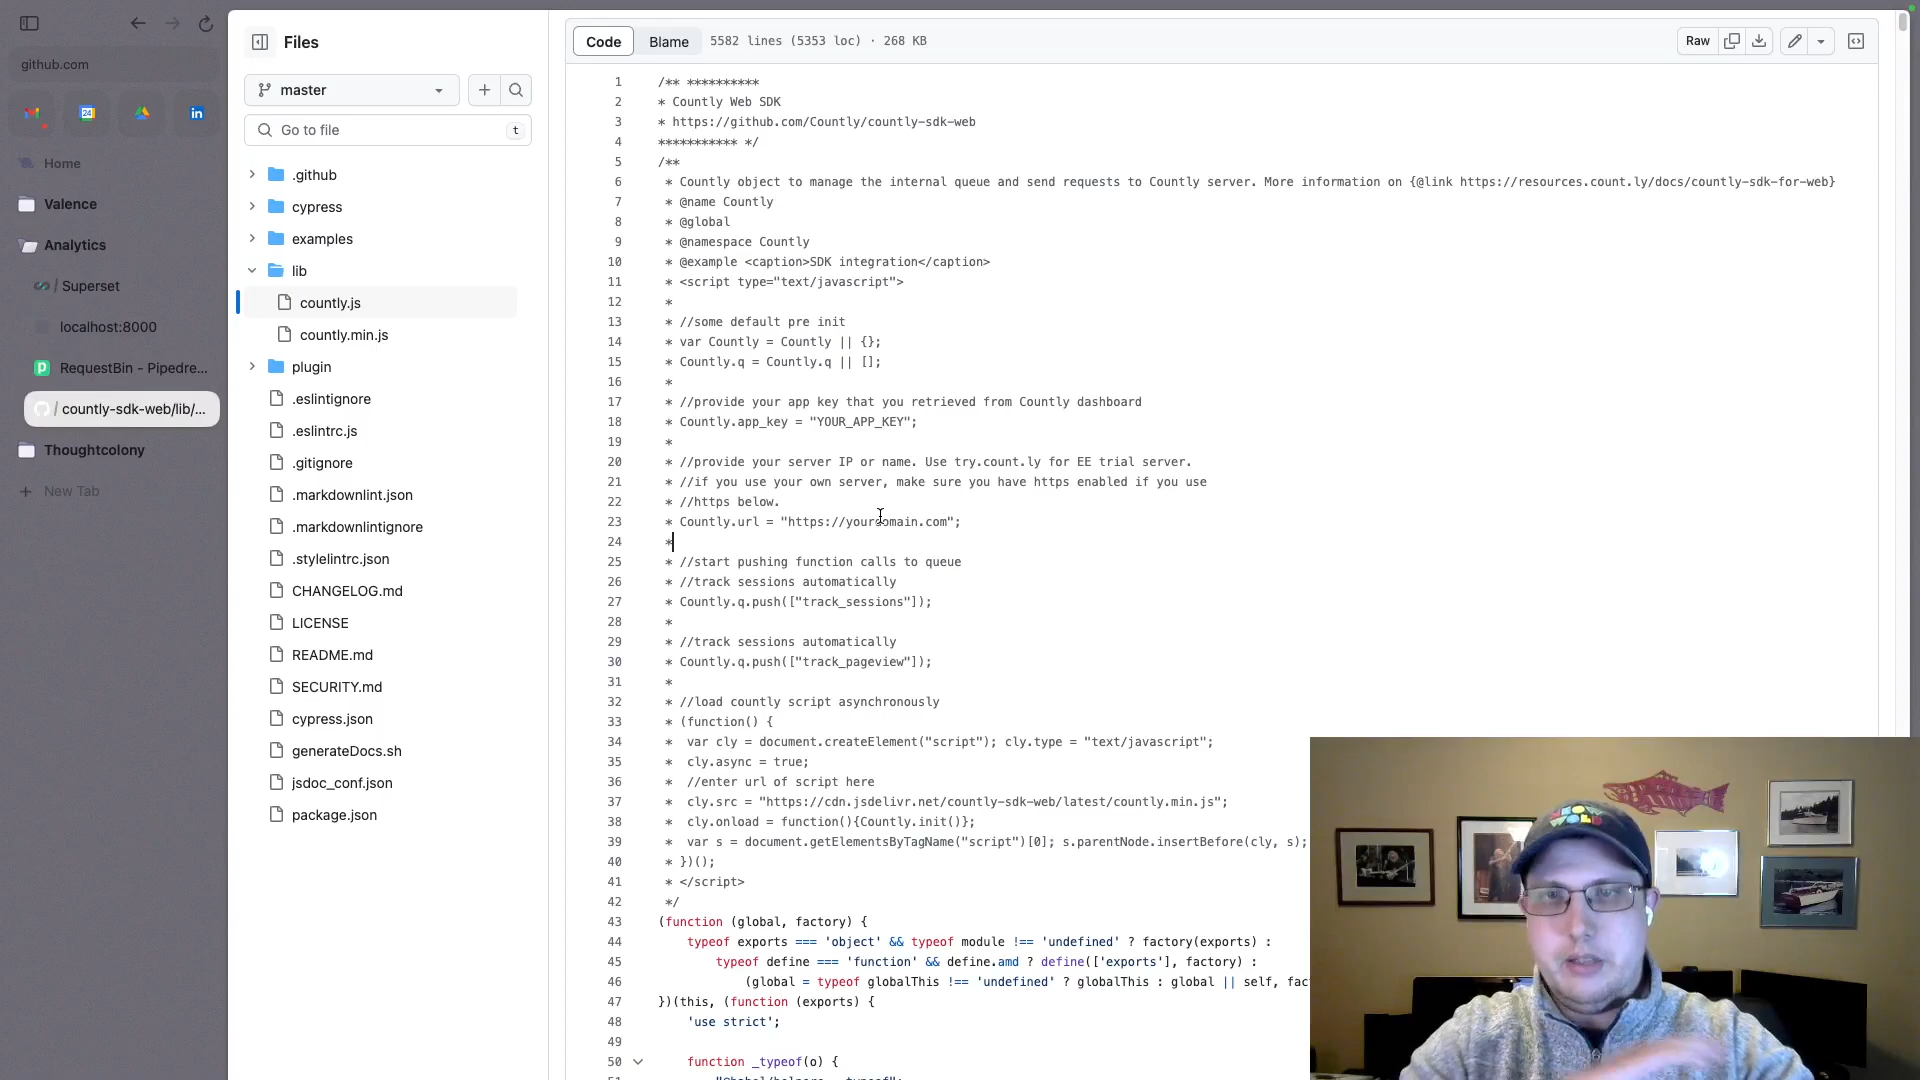 github.com
24
in
Home
Valence
Analytics
/ Superset
localhost:8000
RequestBin - Pipedre...
/ countly-sdk-web/lib/...
Thoughtcolony
New Tab
Files
master
Go to file
t
.github
cypress
examples
lib
countly.js
countly.min.js
plugin
.eslintignore
.eslintrc.js
.gitignore
.markdownlint.json
.markdownlintignore
.stylelintrc.json
CHANGELOG.md
LICENSE
README.md
SECURITY.md
cypress.json
generateDocs.sh
jsdoc_conf.json
package.json
Code Blame 5582 lines (5353 loc) · 268 KB Raw
1 /** **********
2 * Countly Web SDK
3 * https://github.com/Countly/countly-sdk-web
4 *********** */
5 /**
6 * Countly object to manage the internal queue and send requests to Countly server. More information on {@link https://resources.count.ly/docs/countly-sdk-for-web}
7 * @name Countly
8 * @global
9 * @namespace Countly
10 * @example <caption>SDK integration</caption>
11 * <script type="text/javascript">
12 *
13 * //some default pre init
14 * var Countly = Countly || {};
15 * Countly.q = Countly.q || [];
16 *
17 * //provide your app key that you retrieved from Countly dashboard
18 * Countly.app_key = "YOUR_APP_KEY";
19 *
20 * //provide your server IP or name. Use try.count.ly for EE trial server.
21 * //if you use your own server, make sure you have https enabled if you use
22 * //https below.
23 * Countly.url = "https://yourdomain.com";
24 *
25 * //start pushing function calls to queue
26 * //track sessions automatically
27 * Countly.q.push(["track_sessions"]);
28 *
29 * //track sessions automatically
30 * Countly.q.push(["track_pageview"]);
31 *
32 * //load countly script asynchronously
33 * (function() {
34 * var cly = document.createElement("script"); cly.type = "text/javascript";
35 * cly.async = true;
36 * //enter url of script here
37 * cly.src = "https://cdn.jsdelivr.net/countly-sdk-web/latest/countly.min.js";
38 * cly.onload = function(){Countly.init()};
39 * var s = document.getElementsByTagName("script")[0]; s.parentNode.insertBefore(cly, s);
40 * })();
41 * </script>
42 */
43 (function (global, factory) {
44 typeof exports === 'object' && typeof module !== 'undefined' ? factory(exports) :
45 typeof define === 'function' && define.amd ? define(['exports'], factory) :
46 (global = typeof globalThis !== 'undefined' ? globalThis : global || self, fac
47 })(this, (function (exports) {
48 'use strict';
49
50 function _typeof(o) {